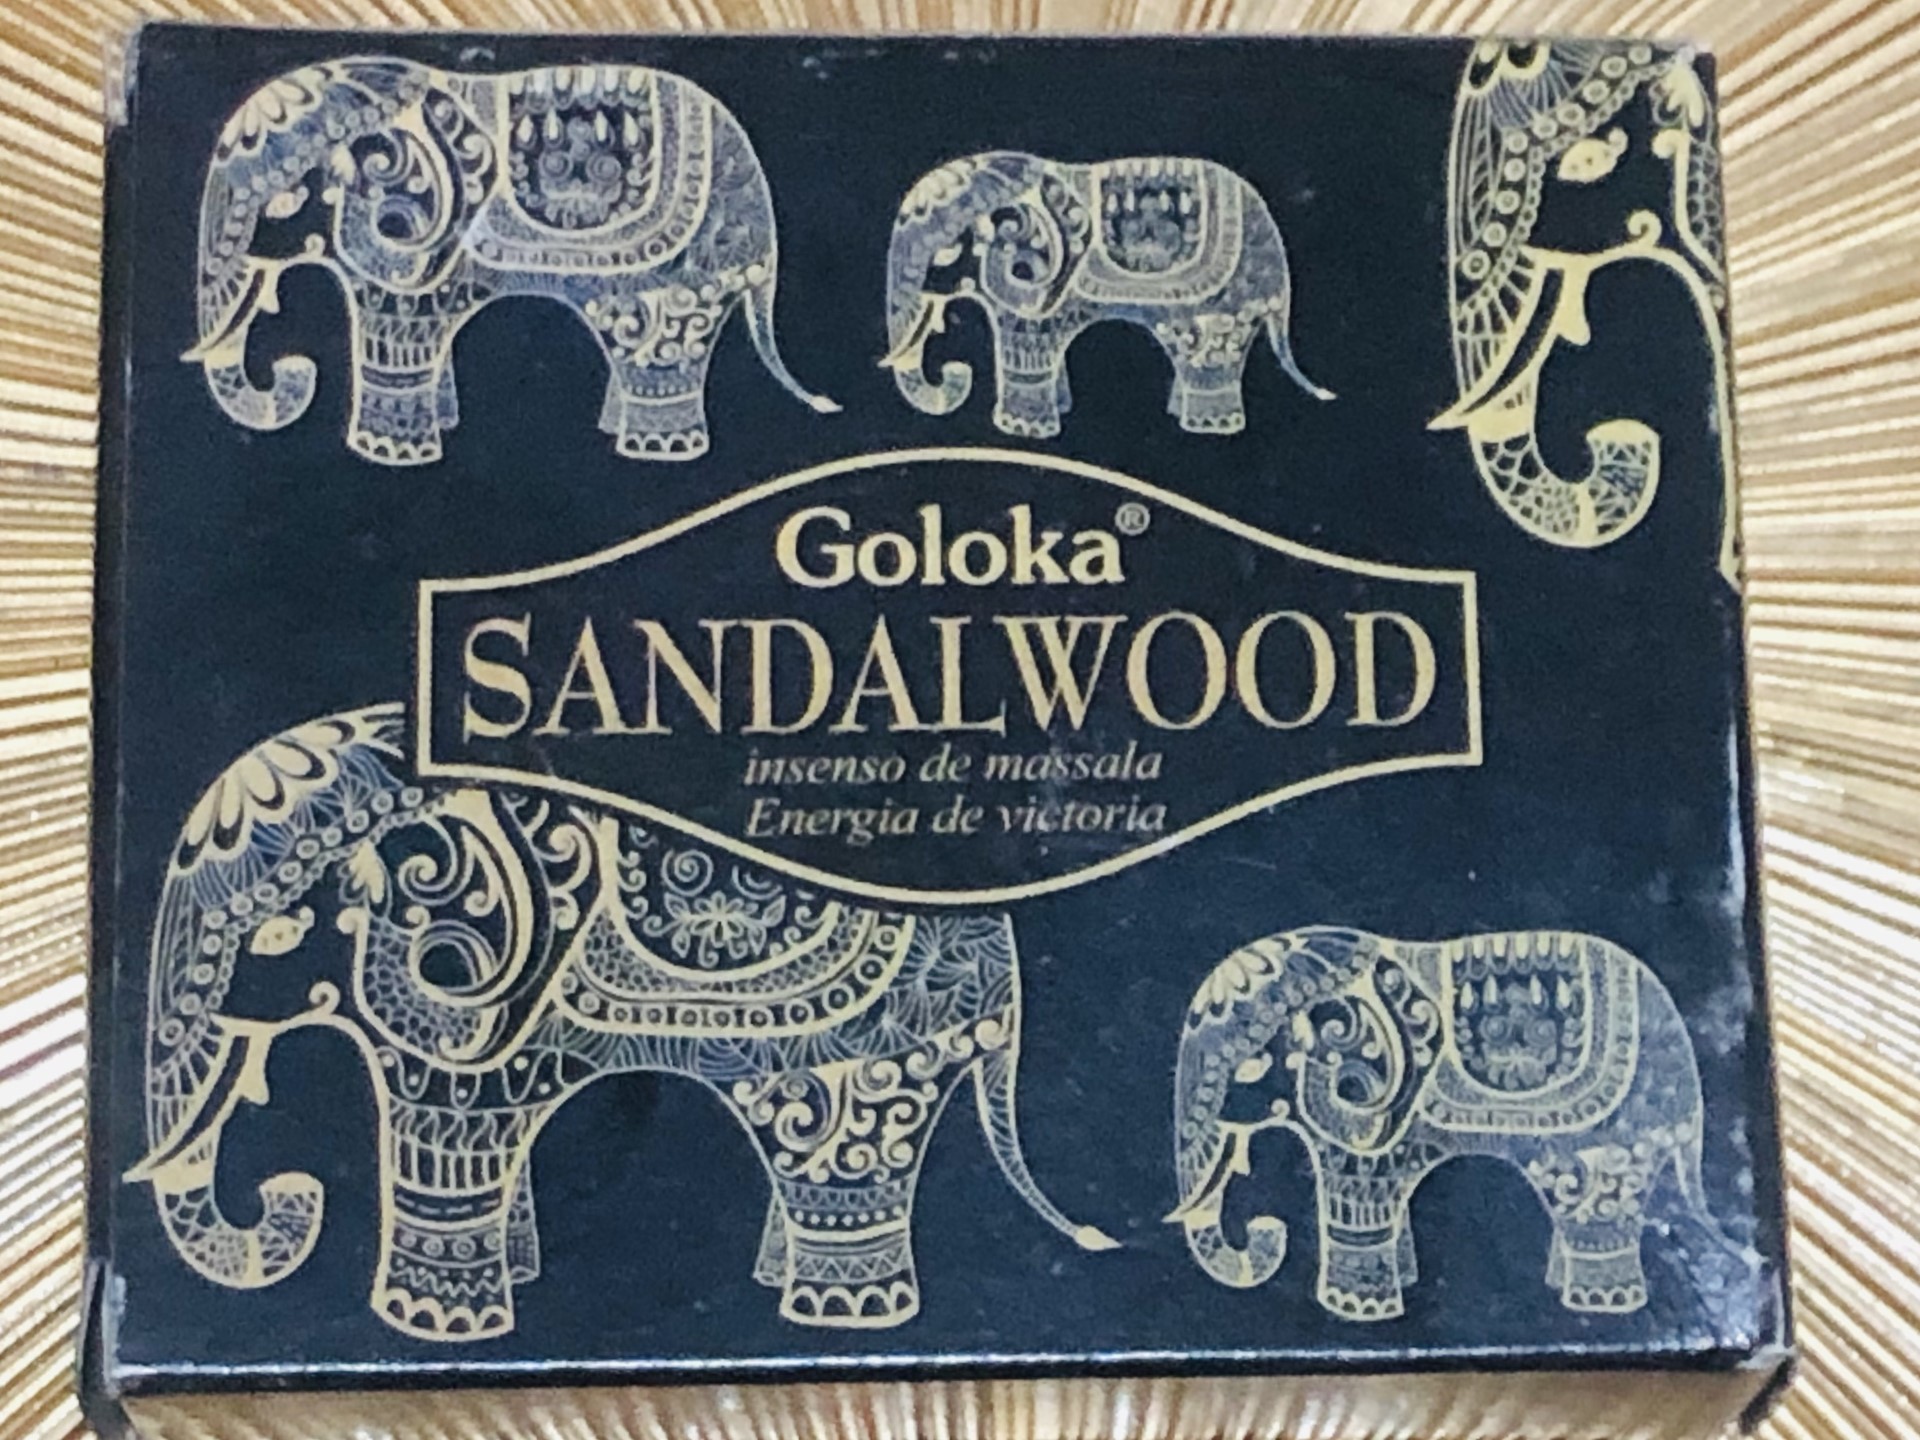 Goloka®
SANDALWOOD
insenso de massala
Energia de victoria